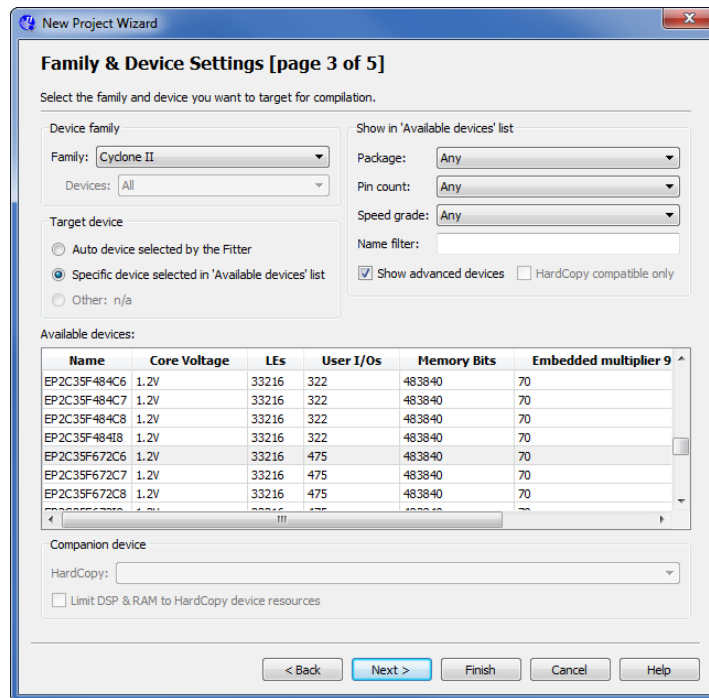 New Project Wizard
Family & Device Settings [page 3 of 5]
Select the family and device you want to target for compilation.
Device family
Family: Cyclone II
Devices: All
Show in 'Available devices' list
Package: Any
Pin count: Any
Speed grade: Any
Name filter:
Show advanced devices HardCopy compatible only
Target device
Auto device selected by the Fitter
Specific device selected in 'Available devices' list
Other: n/a
Available devices:
Name Core Voltage LEs User I/Os Memory Bits Embedded multiplier 9
EP2C35F484C6 1.2V 33216 322 483840 70
EP2C35F484C7 1.2V 33216 322 483840 70
EP2C35F484C8 1.2V 33216 322 483840 70
EP2C35F484I8 1.2V 33216 322 483840 70
EP2C35F672C6 1.2V 33216 475 483840 70
EP2C35F672C7 1.2V 33216 475 483840 70
EP2C35F672C8 1.2V 33216 475 483840 70
Companion device
HardCopy:
Limit DSP & RAM to HardCopy device resources
< Back Next > Finish Cancel Help